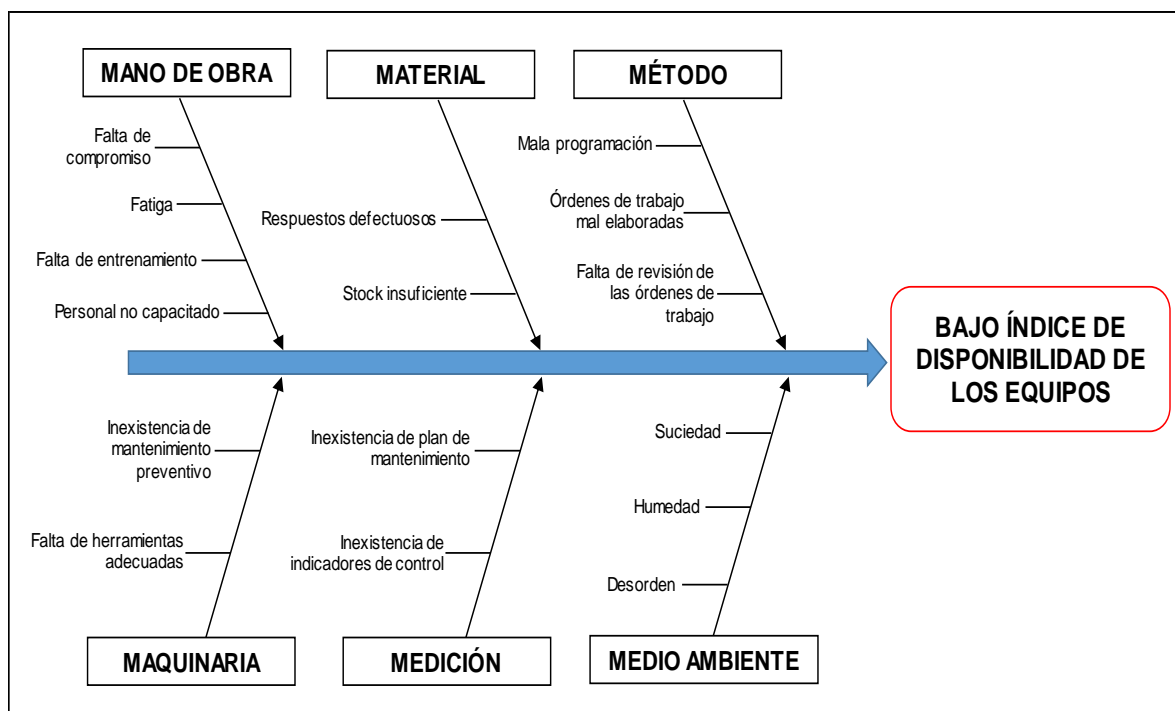 MANO DE OBRA
MATERIAL
MÉTODO
Falta de
compromiso
Fatiga
Falta de entrenamiento
Personal no capacitado
Respuestos defectuosos
Stock insuficiente
Mala programación
Órdenes de trabajo
mal elaboradas
Falta de revisión de
las órdenes de
trabajo
BAJO ÍNDICE DE
DISPONIBILIDAD DE
LOS EQUIPOS
Inexistencia de
mantenimiento
preventivo
Falta de herramientas
adecuadas
Inexistencia de plan de
mantenimiento
Inexistencia de
indicadores de control
Suciedad
Humedad
Desorden
MAQUINARIA
MEDICIÓN
MEDIO AMBIENTE